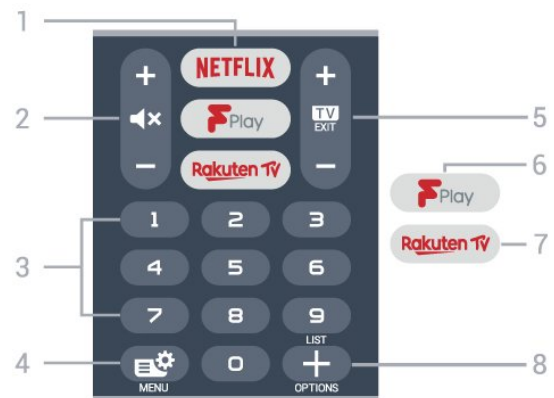 1
NETFLIX
+
+
2
F Play
TV
EXIT
5
−
Rakuten TV
−
6
F Play
1
2
3
Rakuten TV
7
3
4
5
6
7
8
9
LIST
4
0
+
8
MENU
OPTIONS